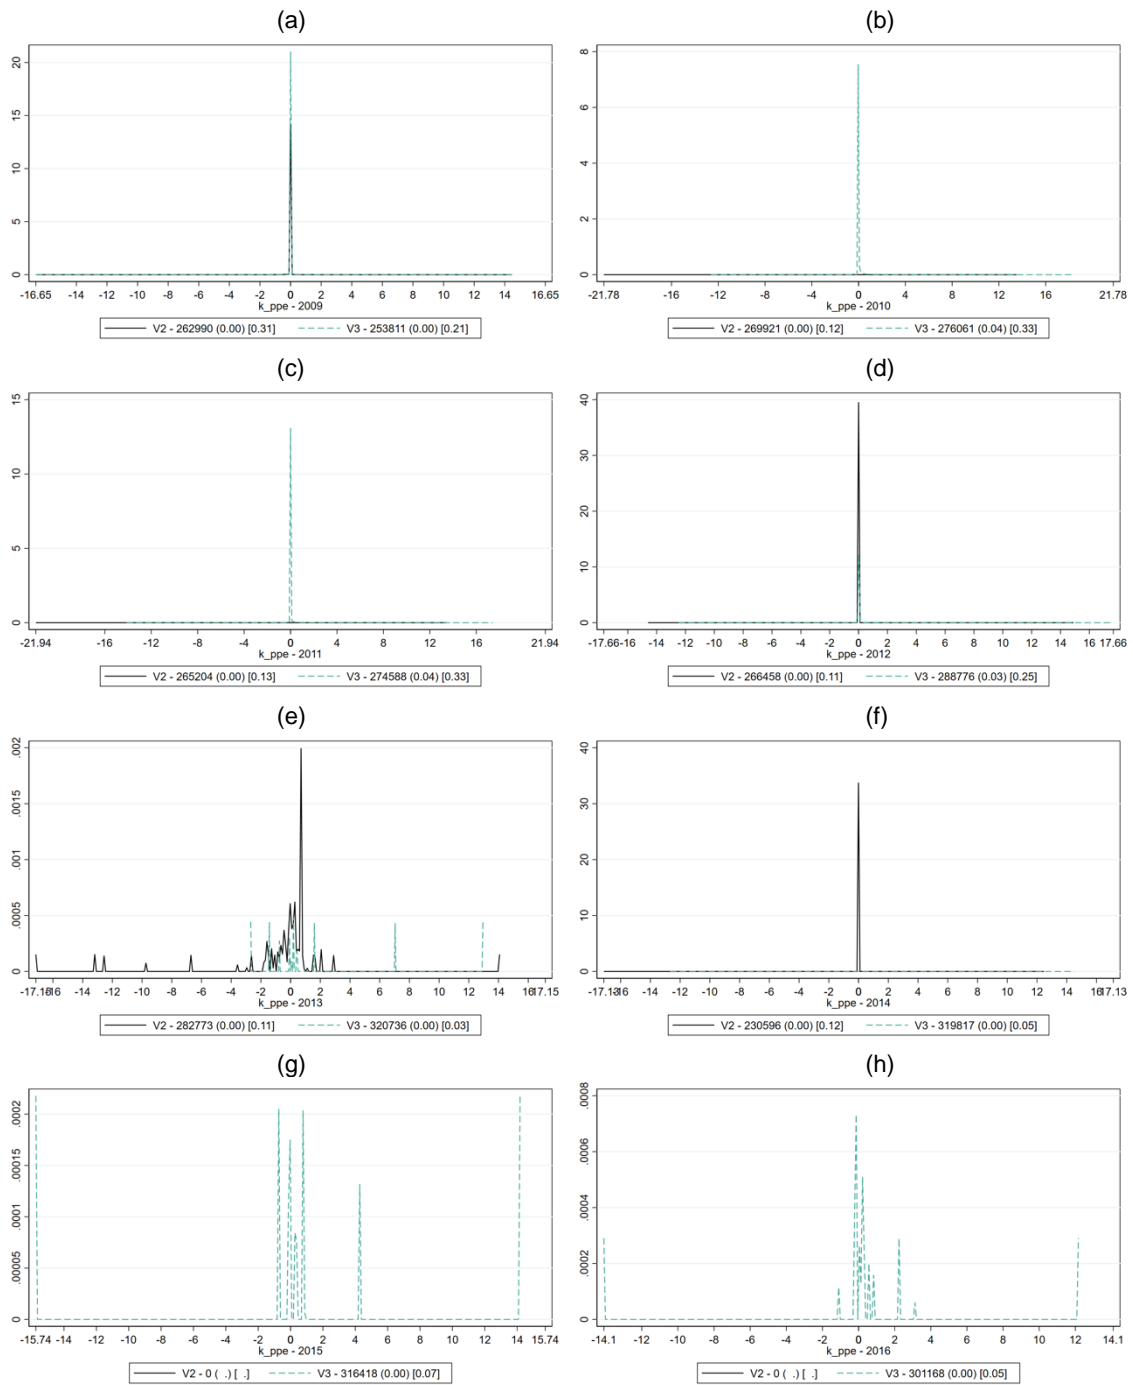 (a)
20
15
10
5
0
-16.65 -14 -12 -10 -8 -6 -4 -2 0 2 4 6 8 10 12 14 16.65
k_ppe - 2009
V2 - 262990 (0.00) [0.31] V3 - 253811 (0.00) [0.21]
(b)
8
6
4
2
0
-21.78 -16 -12 -8 -4 0 4 8 12 16 21.78
k_ppe - 2010
V2 - 269921 (0.00) [0.12] V3 - 276061 (0.04) [0.33]
(c)
15
10
5
0
-21.94 -16 -12 -8 -4 0 4 8 12 16 21.94
k_ppe - 2011
V2 - 265204 (0.00) [0.13] V3 - 274588 (0.04) [0.33]
(d)
40
30
20
10
0
-17.66 -16 -14 -12 -10 -8 -6 -4 -2 0 2 4 6 8 10 12 14 16 17.66
k_ppe - 2012
V2 - 266458 (0.00) [0.11] V3 - 288776 (0.03) [0.25]
(e)
.002
.0015
.001
.0005
0
-14 -12 -10 -8 -6 -4 -2 0 2 4 6 8 10 12 14 16 17.15
k_ppe - 2013
V2 - 282773 (0.00) [0.11] V3 - 320736 (0.00) [0.03]
(f)
40
30
20
10
0
-14 -12 -10 -8 -6 -4 -2 0 2 4 6 8 10 12 14 16 17.13
k_ppe - 2014
V2 - 230596 (0.00) [0.12] V3 - 319817 (0.00) [0.05]
(g)
.0002
.00015
.0001
.00005
0
-15.74 -14 -12 -10 -8 -6 -4 -2 0 2 4 6 8 10 12 14 15.74
k_ppe - 2015
V2 - 0 ( .) [ .] V3 - 316418 (0.00) [0.07]
(h)
.0008
.0006
.0004
.0002
0
-14.1 -12 -10 -8 -6 -4 -2 0 2 4 6 8 10 12 14.1
k_ppe - 2016
V2 - 0 ( .) [ .] V3 - 301168 (0.00) [0.05]